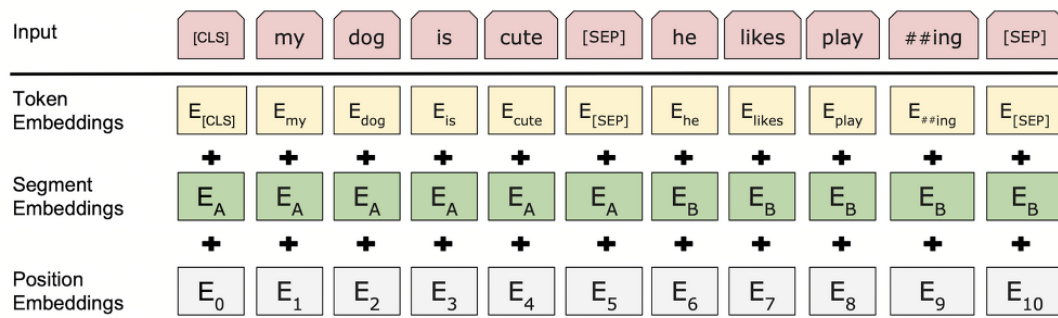 Input [CLS] my dog is cute [SEP] he likes play ##ing [SEP]
Token
Embeddings E[CLS] Emy Edog Eis Ecute E[SEP] Ehe Elikes Eplay E##ing E[SEP]
+ + + + + + + + + + +
Segment
Embeddings EA EA EA EA EA EA EB EB EB EB EB
+ + + + + + + + + + +
Position
Embeddings E0 E1 E2 E3 E4 E5 E6 E7 E8 E9 E10